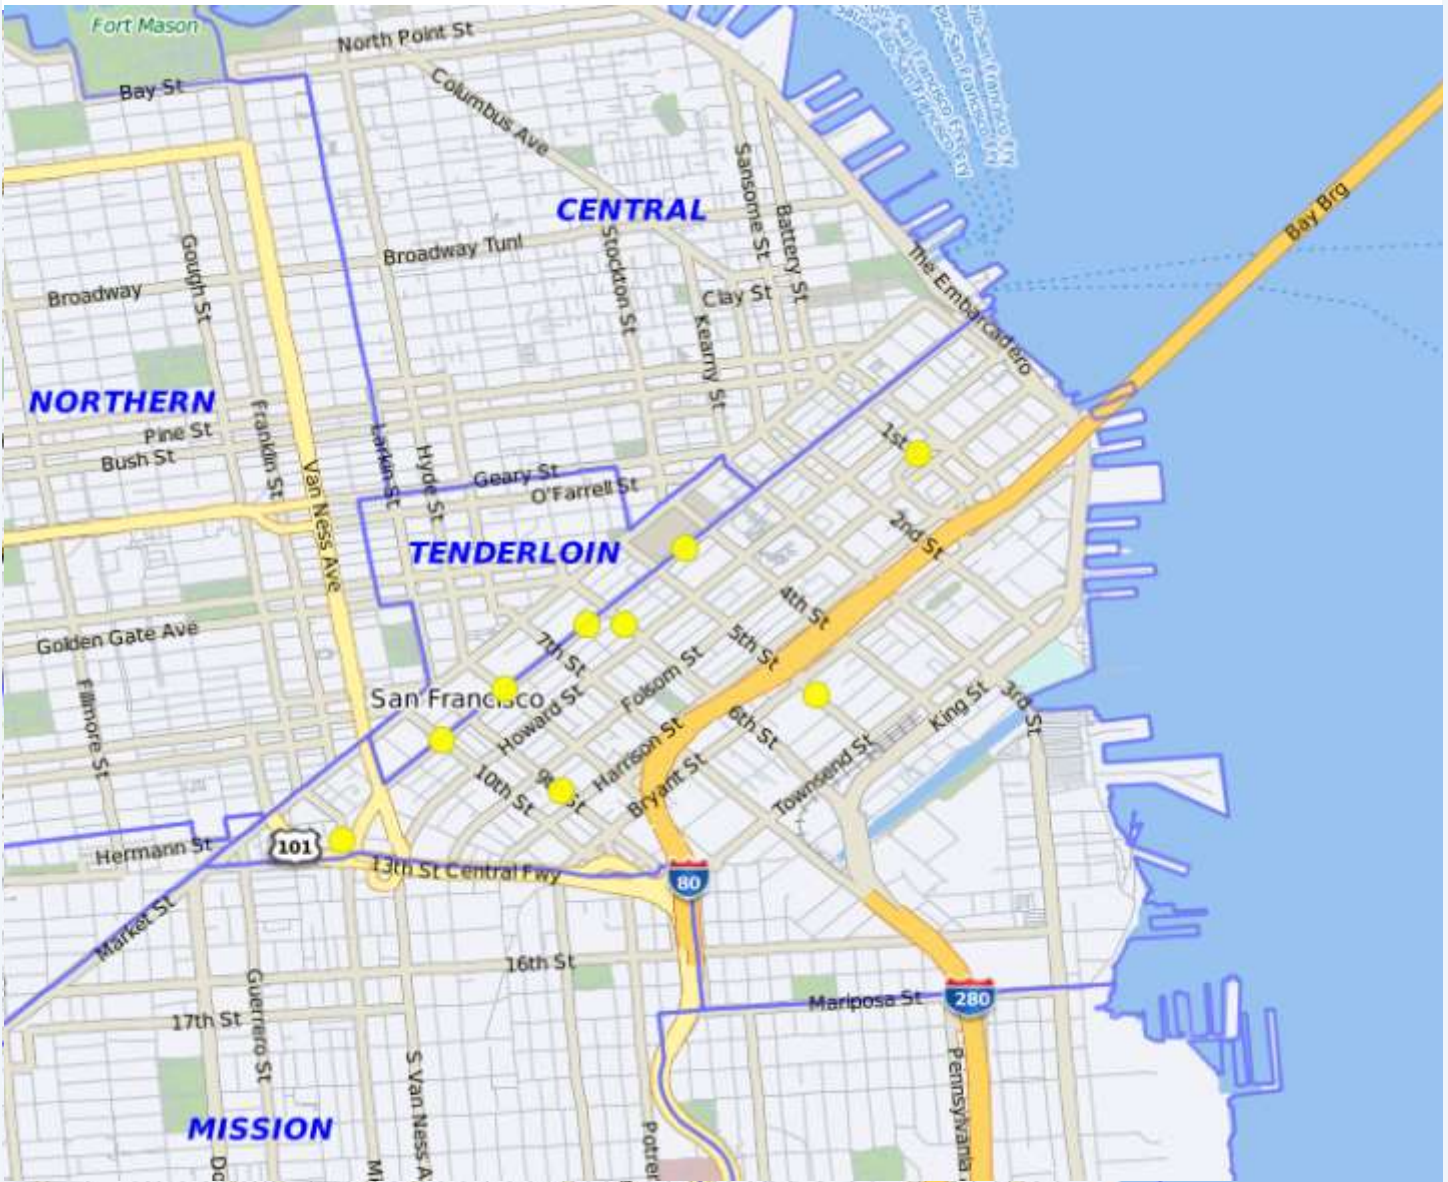 Fort Mason
North Point St
Bay St
Columbus Ave
Sansome St
Battery St
CENTRAL
Stockton St
Bay Brg
Gough St
Broadway Tunl
Broadway
The Embarcadero
Clay St
Kearny St
NORTHERN
Pine St
Bush St
Franklin St
Van Ness Ave
Larkin St
Hyde St
1st
Geary St
O'Farrell St
2nd St
TENDERLOIN
4th St
5th St
Golden Gate Ave
7th St
Folsom St
San Francisco
Fillmore St
Howard St
6th St
King St
3rd St
Harrison St
Townsend St
Bryant St
10th St
Hermann St
101
13th St Central Fwy
80
Market St
16th St
Mariposa St
280
17th St
Guerrero St
S Van Ness A
Pennsylvania
MISSION
Potrer
Do